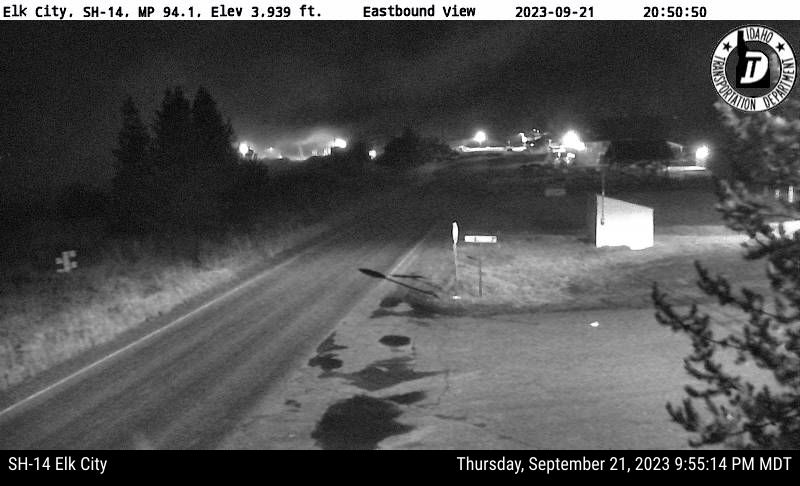 Elk City, SH-14, MP 94.1, Elev 3,939 ft. Eastbound View 2023-09-21 20:50:50
IDAHO TRANSPORTATION DEPARTMENT
SH-14 Elk City Thursday, September 21, 2023 9:55:14 PM MDT